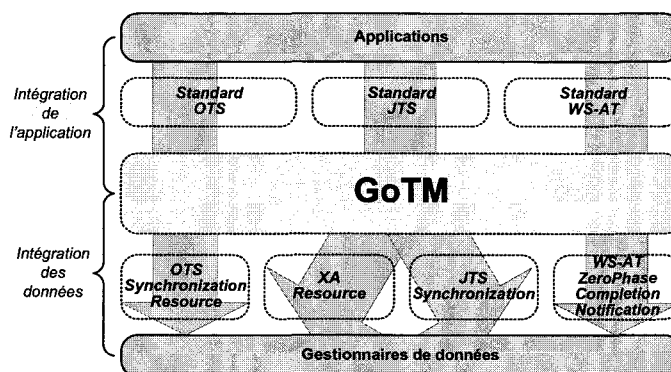 Applications
Intégration
de
l'application
Standard
OTS
Standard
JTS
Standard
WS-AT
GoTM
Intégration
des
données
OTS
Synchronization
Resource
XA
Resource
JTS
Synchronization
WS-AT
ZeroPhase
Completion
Notification
Gestionnaires de données